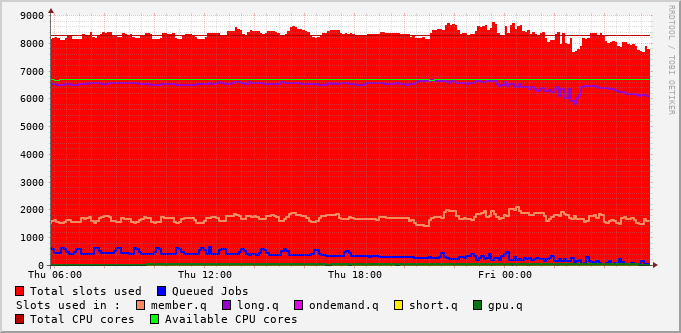 9000
8000
7000
6000
5000
4000
3000
2000
1000
0
Thu 06:00 Thu 12:00 Thu 18:00 Fri 00:00
Total slots used Queued Jobs
Slots used in : member.q long.q ondemand.q short.q gpu.q
Total CPU cores Available CPU cores
RRDTOOL / TOBI OETIKER